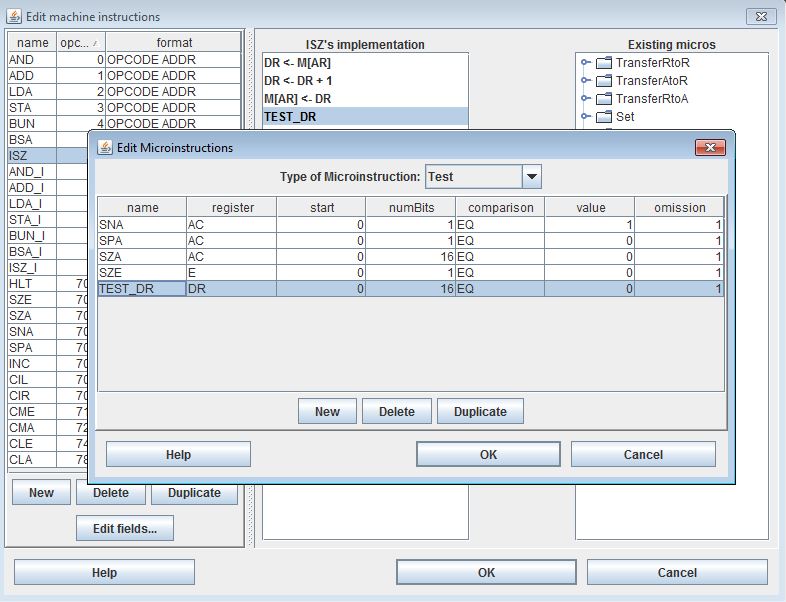 Edit machine instructions
name opc... format
AND 0 OPCODE ADDR
ADD 1 OPCODE ADDR
LDA 2 OPCODE ADDR
STA 3 OPCODE ADDR
BUN 4 OPCODE ADDR
BSA
ISZ
AND_I
ADD_I
LDA_I
STA_I
BUN_I
BSA_I
ISZ_I
HLT 70
SZE 70
SZA 70
SNA 70
SPA 70
INC 70
CIL 70
CIR 70
CME 71
CMA 72
CLE 74
CLA 78
New Delete Duplicate
Edit fields...
ISZ's implementation
DR <- M[AR]
DR <- DR + 1
M[AR] <- DR
TEST_DR
Existing micros
TransferRtoR
TransferAtoR
TransferRtoA
Set
Edit Microinstructions
Type of Microinstruction: Test
name register start numBits comparison value omission
SNA AC 0 1 EQ 1 1
SPA AC 0 1 EQ 0 1
SZA AC 0 16 EQ 0 1
SZE E 0 1 EQ 0 1
TEST_DR DR 0 16 EQ 0 1
New Delete Duplicate
Help OK Cancel
Help OK Cancel